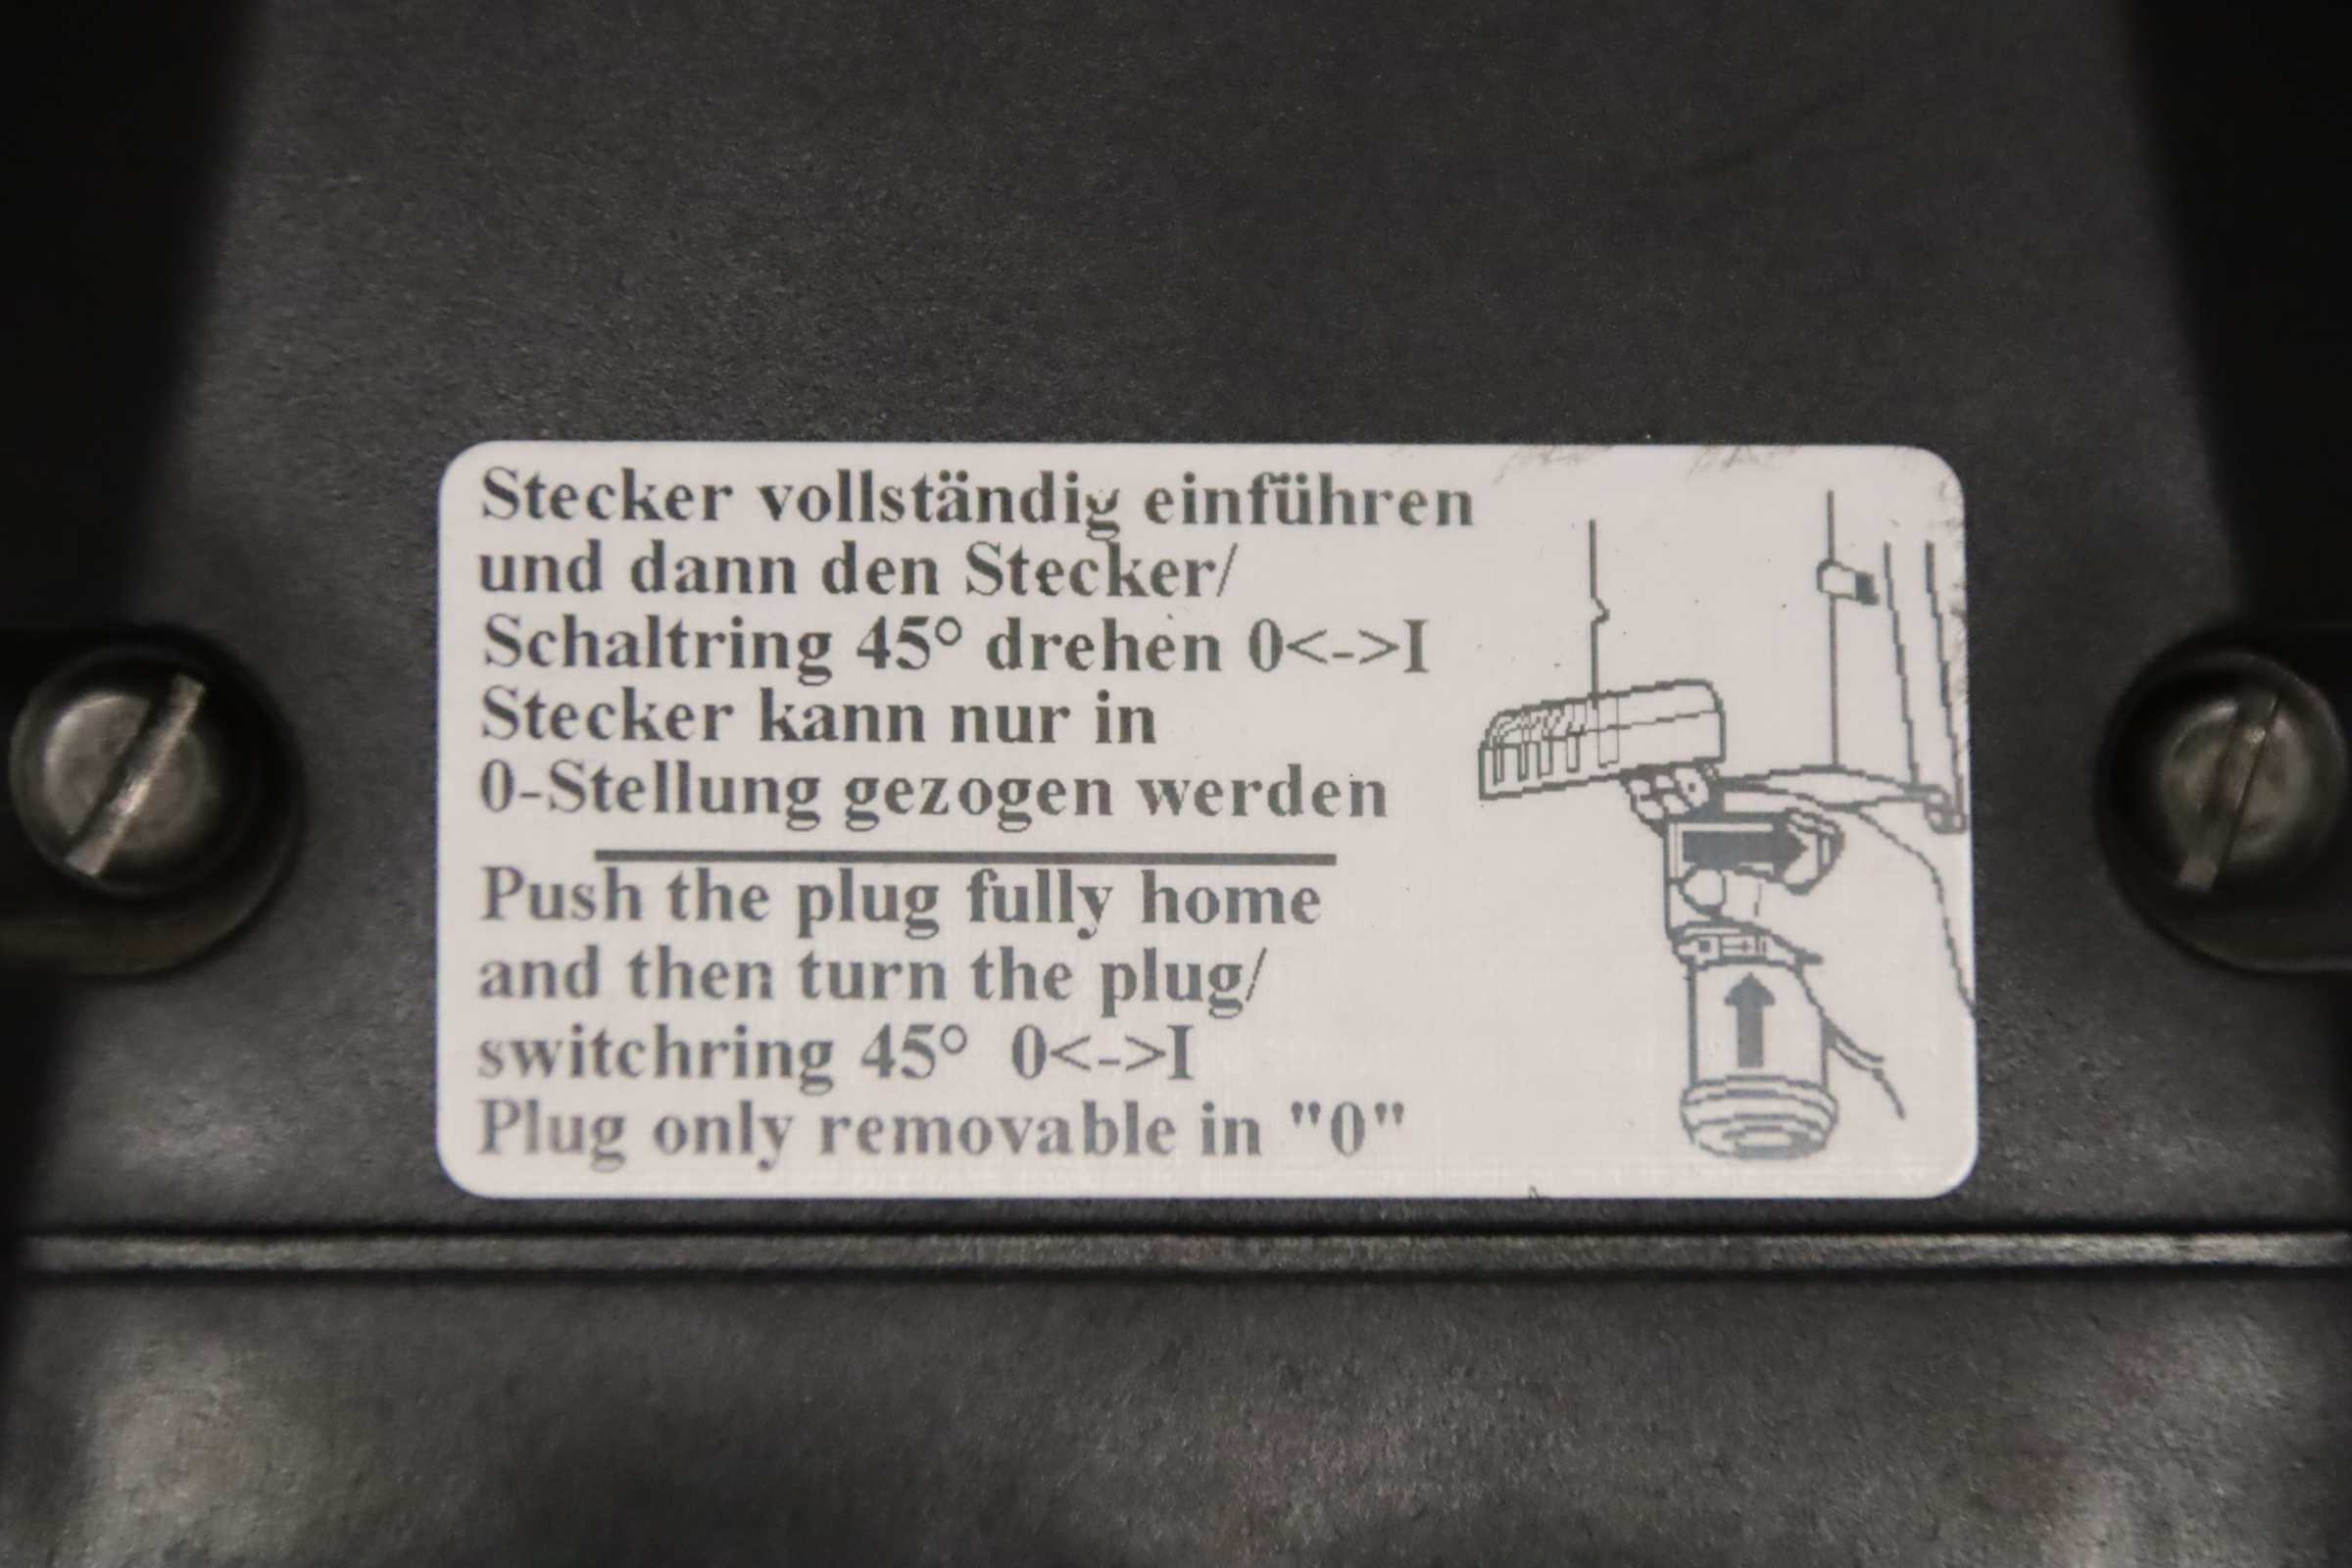 Stecker vollständig einführen
und dann den Stecker/
Schaltring 45° drehen 0<->I
Stecker kann nur in
0-Stellung gezogen werden
Push the plug fully home
and then turn the plug/
switchring 45° 0<->I
Plug only removable in "0"